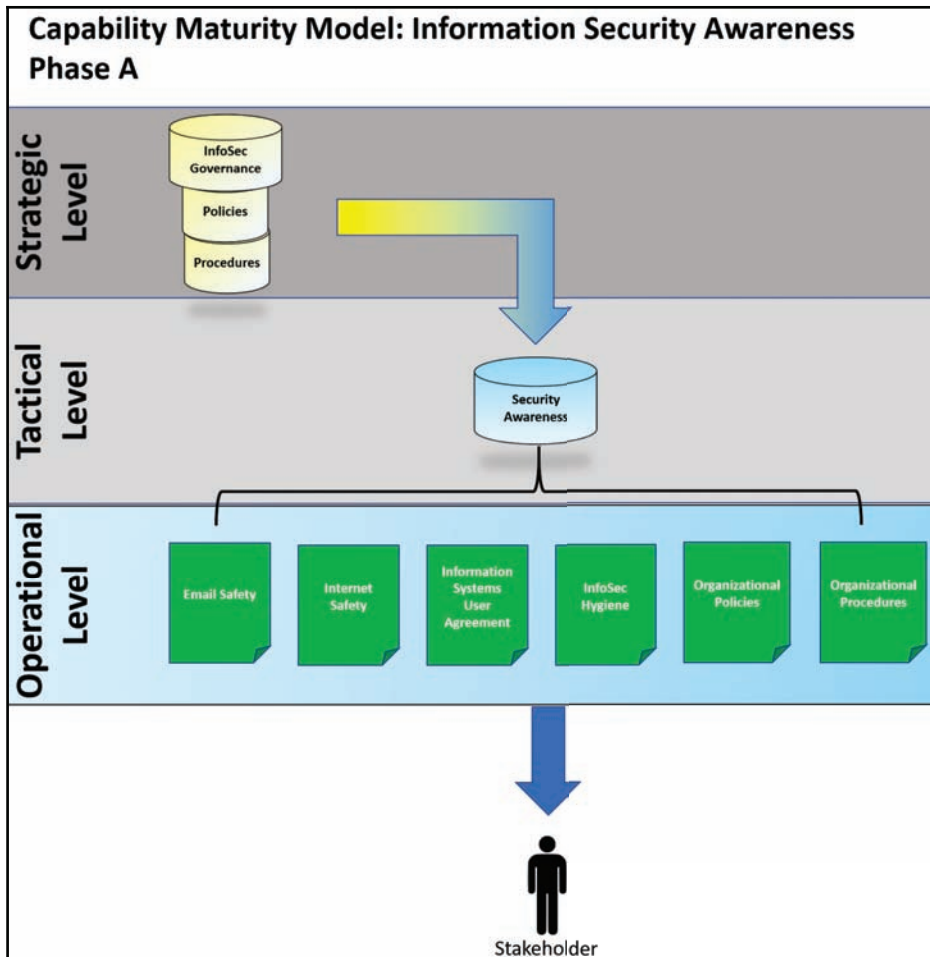 Capability Maturity Model: Information Security Awareness
Phase A
Strategic
Level
InfoSec
Governance
Policies
Procedures
Tactical
Level
Security
Awareness
Operational
Level
Email Safety
Internet
Safety
Information
Systems
User
Agreement
InfoSec
Hygiene
Organizational
Policies
Organizational
Procedures
Stakeholder